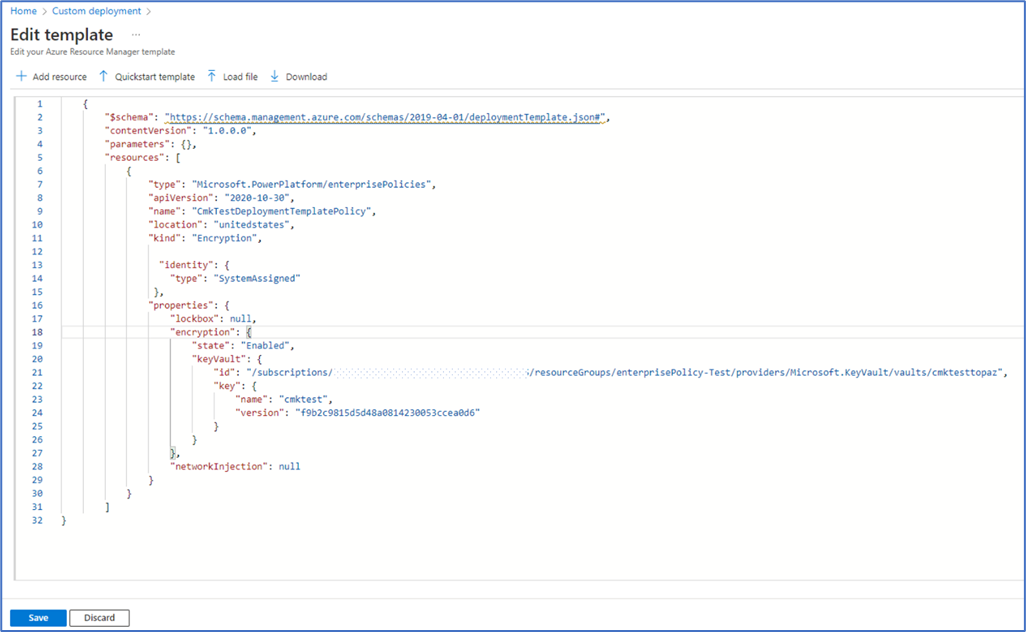 Home > Custom deployment >
Edit template ...
Edit your Azure Resource Manager template
+ Add resource ↑ Quickstart template ↑ Load file ↓ Download
1 {
2 "$schema": "https://schema.management.azure.com/schemas/2019-04-01/deploymentTemplate.json#",
3 "contentVersion": "1.0.0.0",
4 "parameters": {},
5 "resources": [
6 {
7 "type": "Microsoft.PowerPlatform/enterprisePolicies",
8 "apiVersion": "2020-10-30",
9 "name": "CmkTestDeploymentTemplatePolicy",
10 "location": "unitedstates",
11 "kind": "Encryption",
12
13 "identity": {
14 "type": "SystemAssigned"
15 },
16 "properties": {
17 "lockbox": null,
18 "encryption": {
19 "state": "Enabled",
20 "keyVault": {
21 "id": "/subscriptions/ /resourceGroups/enterprisePolicy-Test/providers/Microsoft.KeyVault/vaults/cmktesttopaz",
22 "key": {
23 "name": "cmktest",
24 "version": "f9b2c9815d5d48a0814230053ccea0d6"
25 }
26 }
27 },
28 "networkInjection": null
29 }
30 }
31 ]
32 }
Save Discard